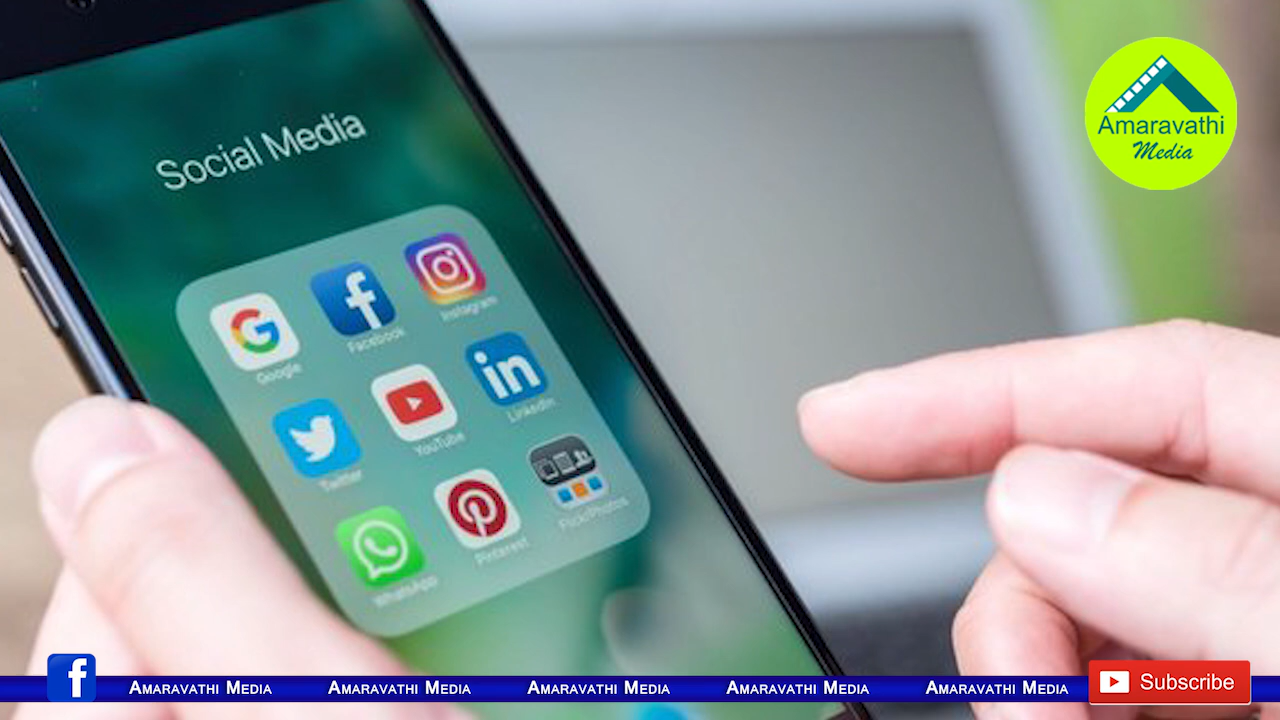 Social Media
Google
Facebook
Instagram
Twitter
YouTube
LinkedIn
WhatsApp
Pinterest
Amaravathi
Media
AMARAVATHI MEDIA AMARAVATHI MEDIA AMARAVATHI MEDIA AMARAVATHI MEDIA AMARAVATHI MEDIA
Subscribe